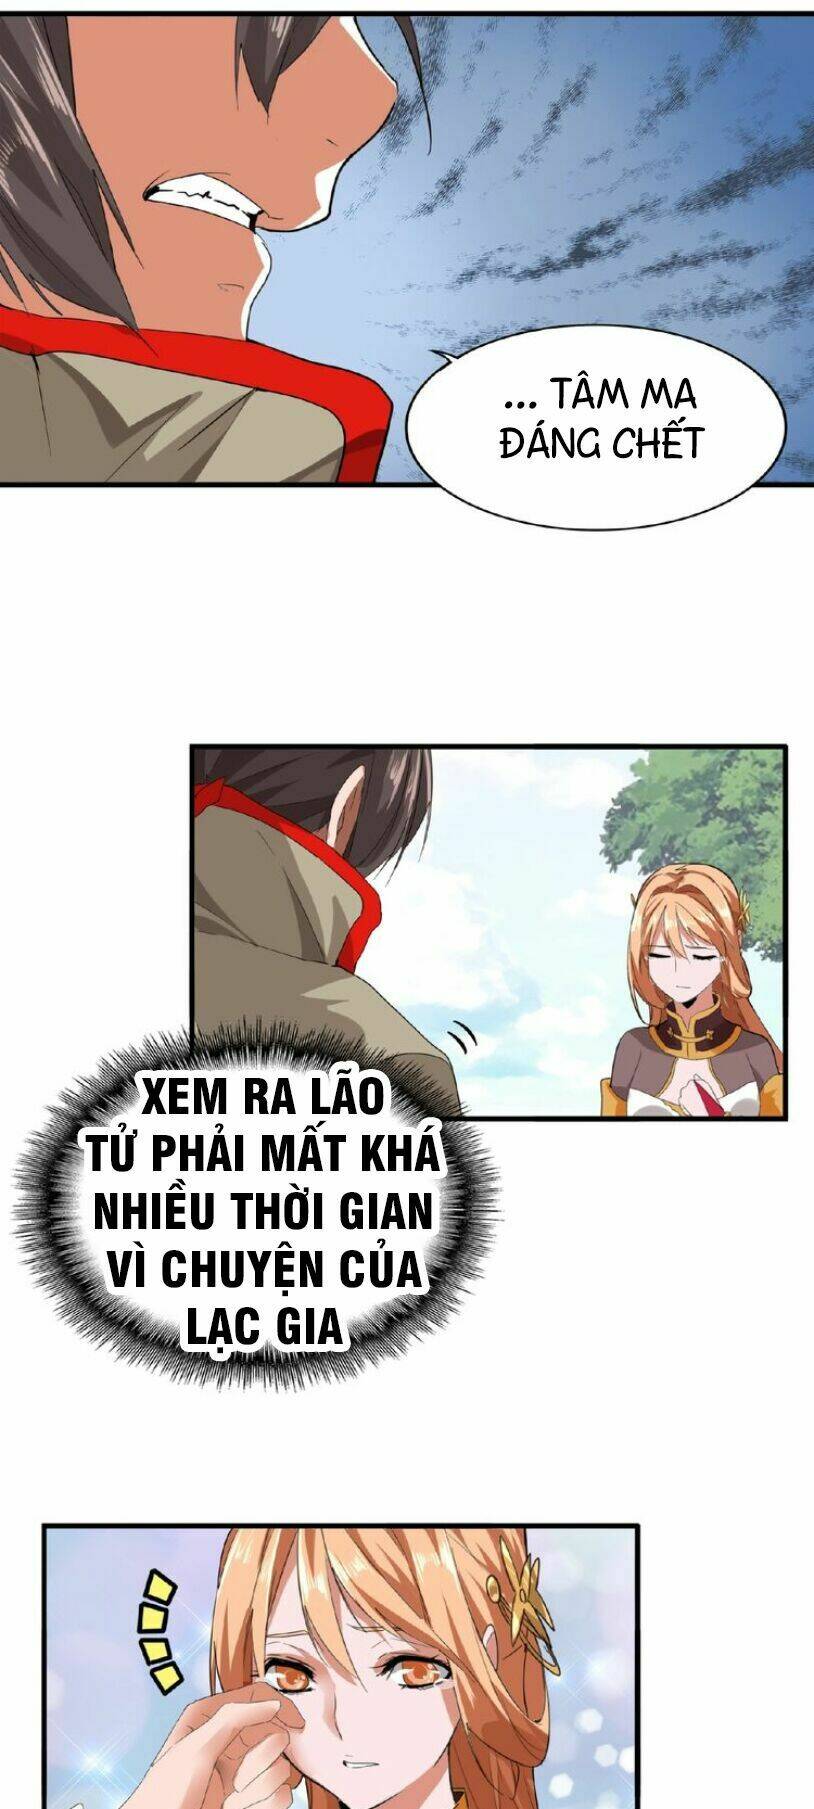 ... TÂM MA
ĐÁNG CHẾT
XEM RA LÃO
TỬ PHẢI MẤT KHÁ
NHIỀU THỜI GIAN
VÌ CHUYỆN CỦA
LẠC GIA